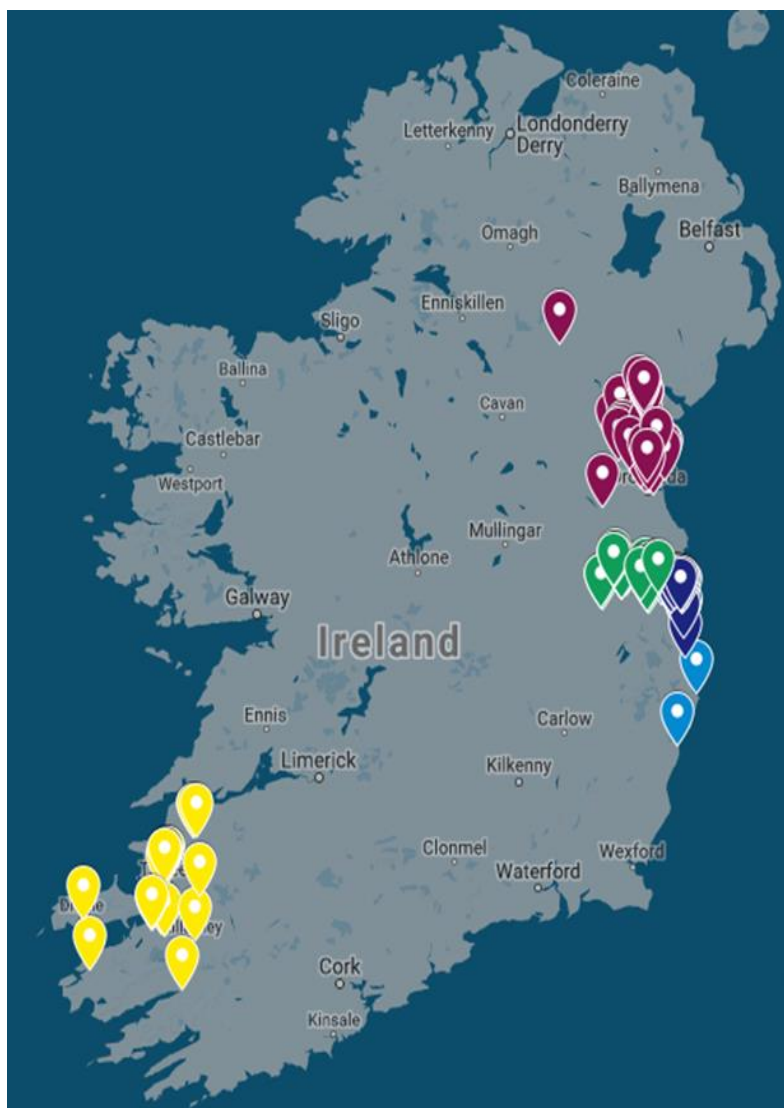 Coleraine
Londonderry
Derry
Letterkenny
Ballymena
Omagh
Belfast
Enniskillen
Sligo
Ballina
Cavan
Castlebar
Westport
Mullingar
Athlone
Galway
Ireland
Ennis
Carlow
Limerick
Kilkenny
Clonmel
Wexford
Waterford
Cork
Kinsale